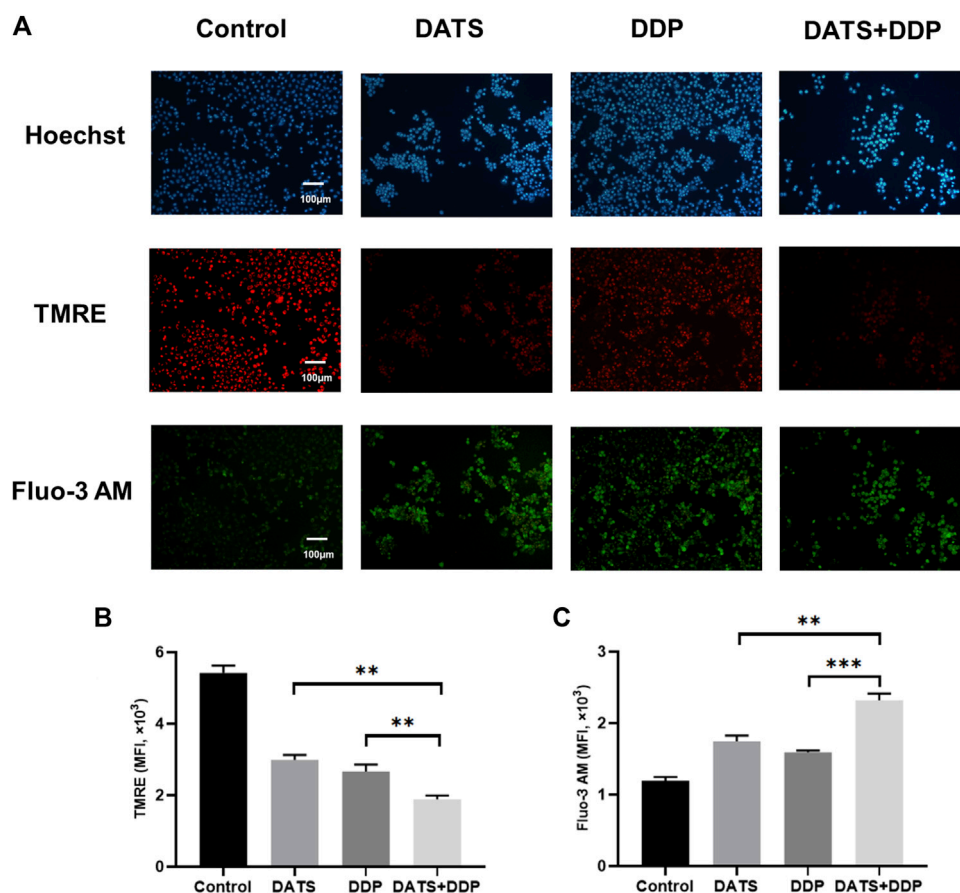 A
Control DATS DDP DATS+DDP
Hoechst
100μm
TMRE
100μm
Fluo-3 AM
100μm
B
TMRE (MFI, ×10³)
6
4
2
0
**
**
Control DATS DDP DATS+DDP
C
Fluo-3 AM (MFI, ×10³)
3
2
1
0
**
***
Control DATS DDP DATS+DDP